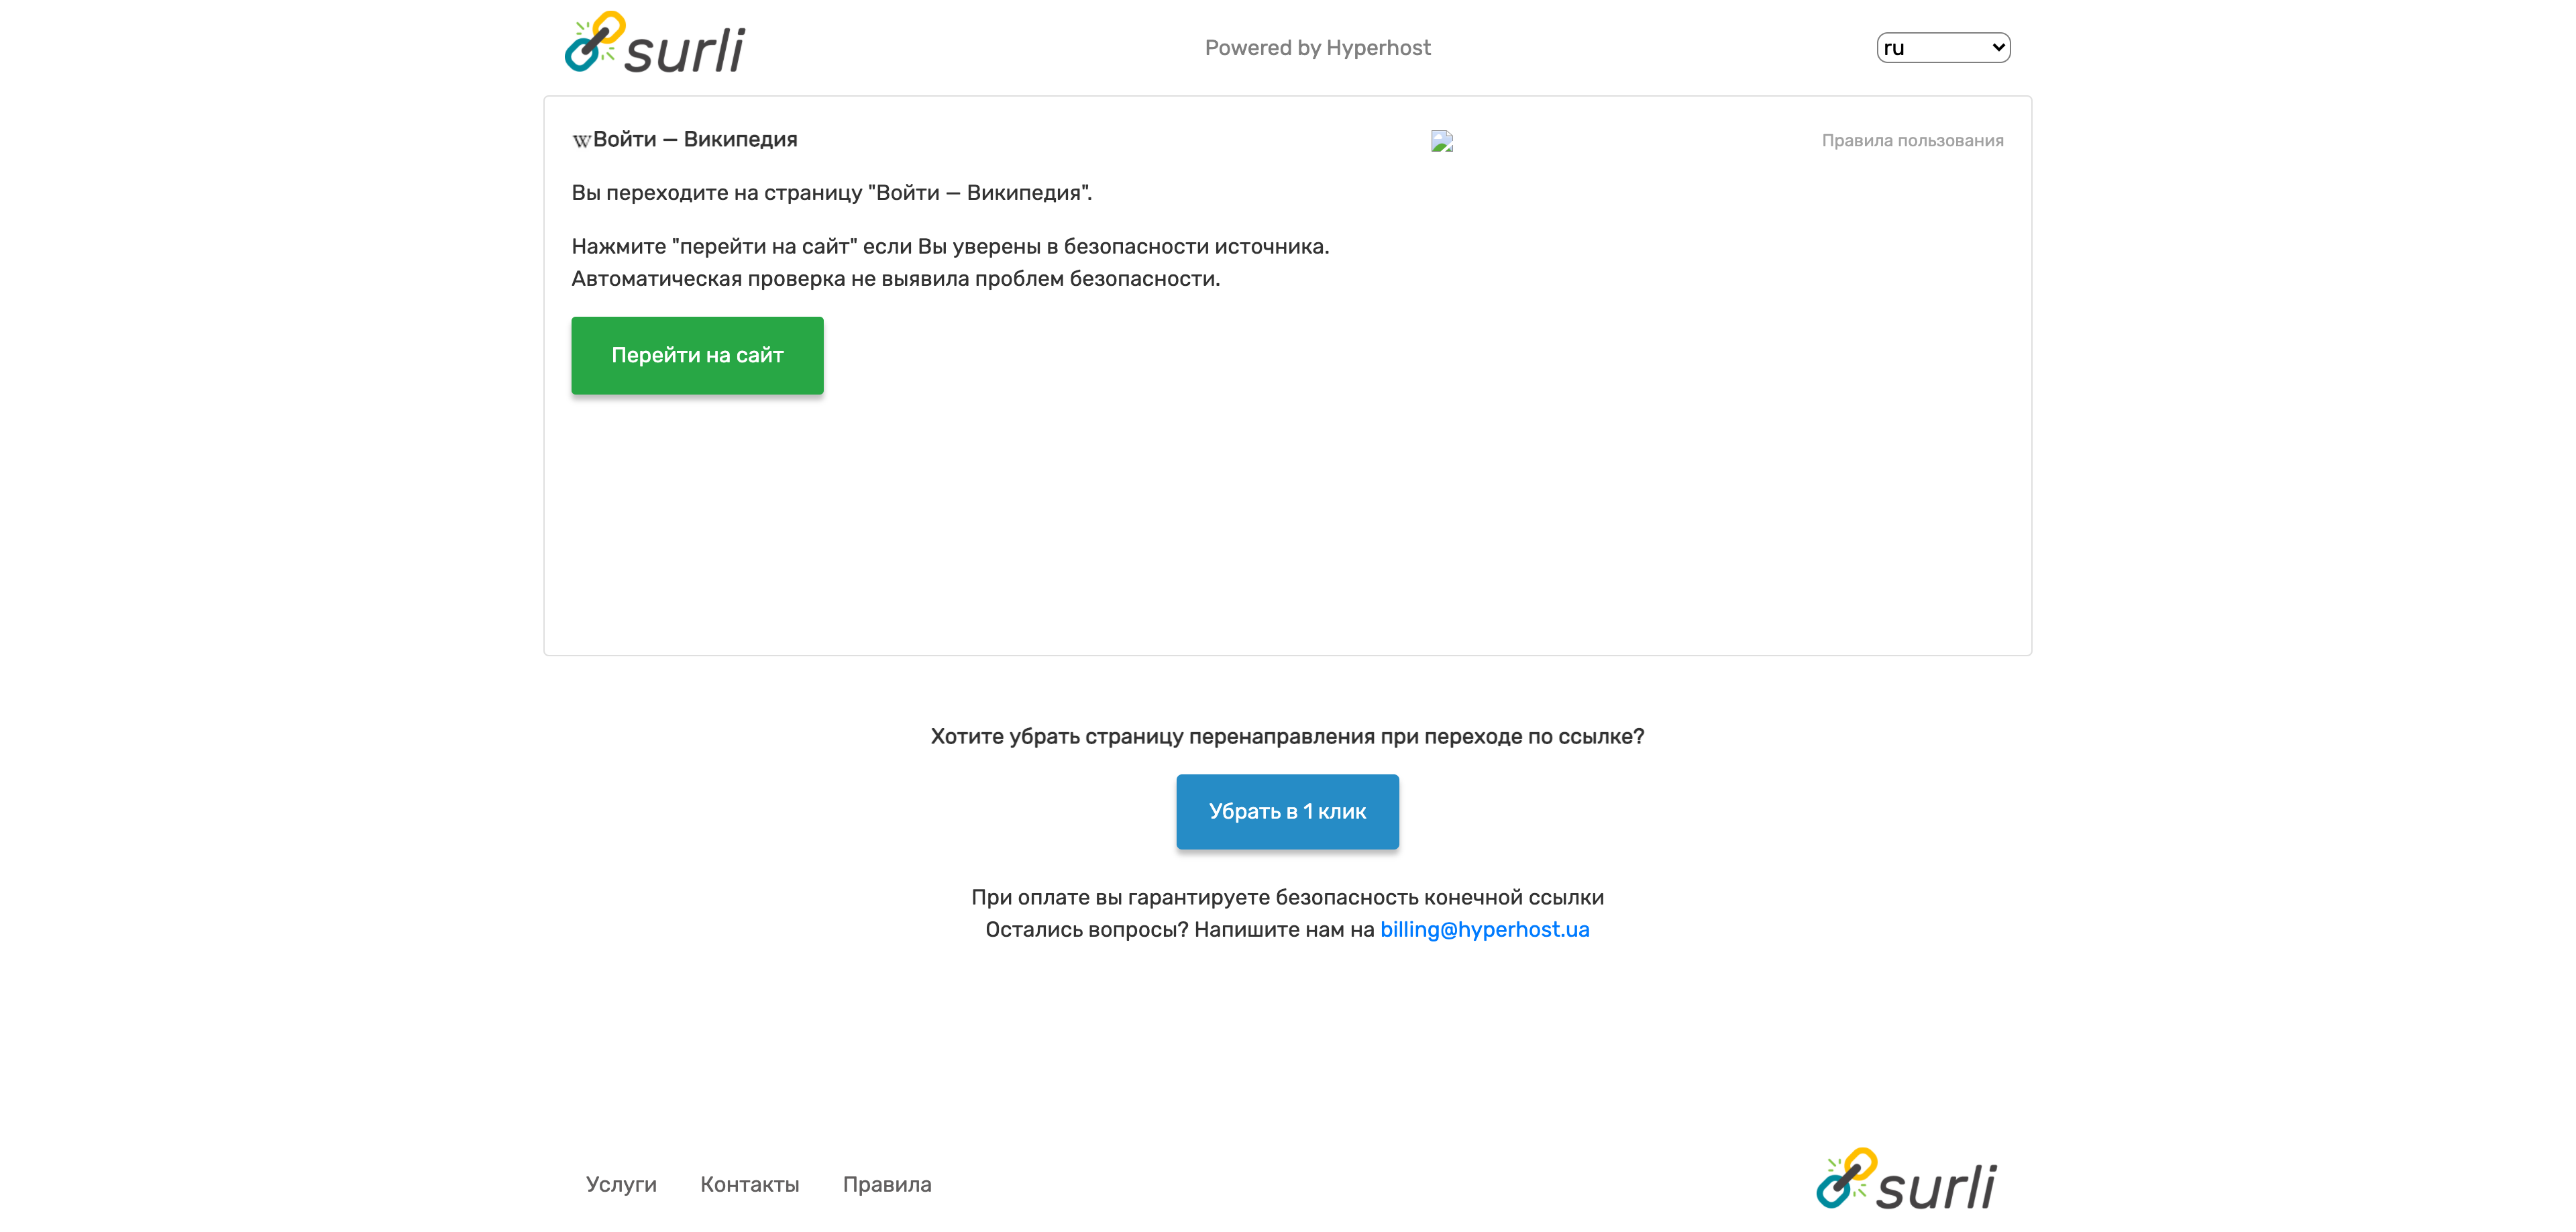 surli
Powered by Hyperhost
ru
Войти — Википедия
Правила пользования
Вы переходите на страницу "Войти — Википедия".
Нажмите "перейти на сайт" если Вы уверены в безопасности источника.
Автоматическая проверка не выявила проблем безопасности.
Перейти на сайт
Хотите убрать страницу перенаправления при переходе по ссылке?
Убрать в 1 клик
При оплате вы гарантируете безопасность конечной ссылки
Остались вопросы? Напишите нам на billing@hyperhost.ua
Услуги Контакты Правила
surli